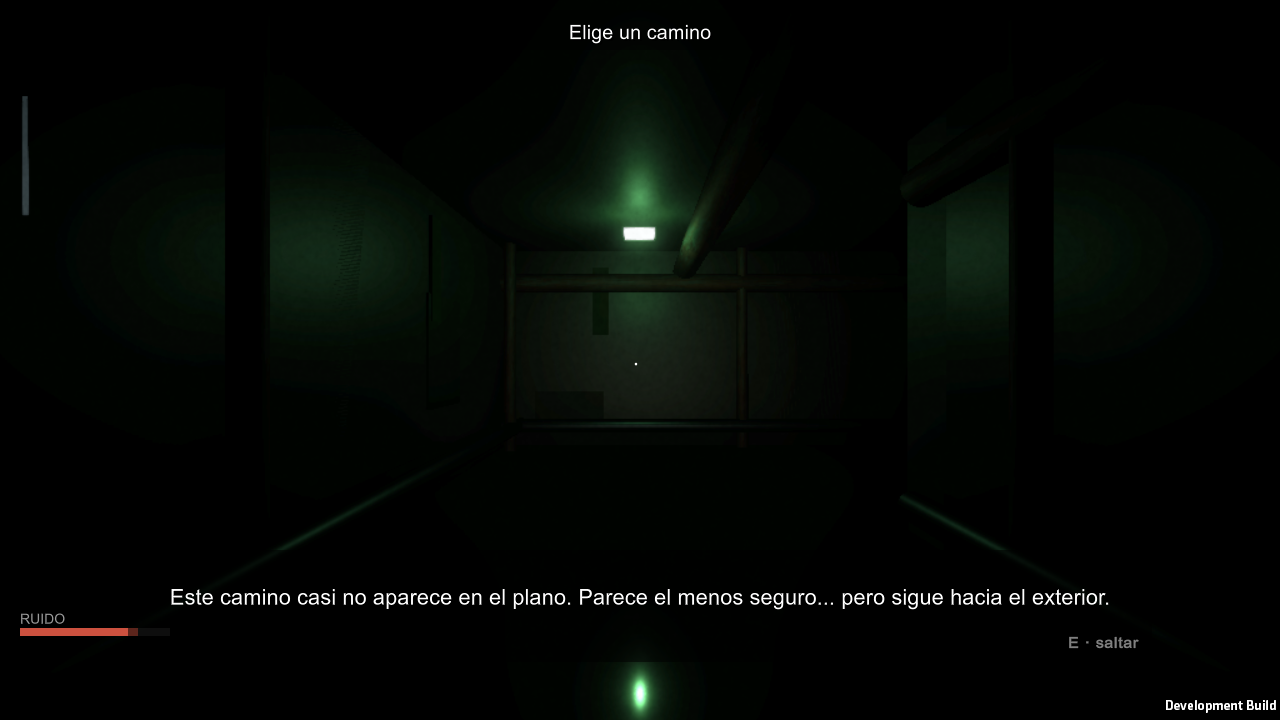 Elige un camino
Este camino casi no aparece en el plano. Parece el menos seguro... pero sigue hacia el exterior.
RUIDO
E · saltar
Development Build